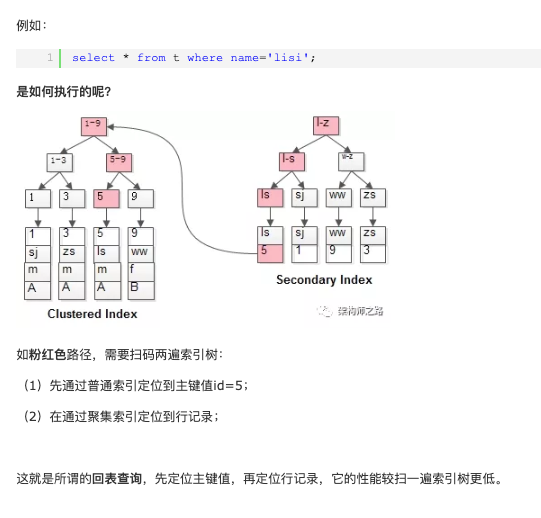 例如：
1 select * from t where name='lisi';
是如何执行的呢?
1-9
1-3 5-9
1 3 5 9
1 3 5 9
sj zs ls ww
m m m f
A A A B
Clustered Index
l-z
l-s w-z
ls sj ww zs
ls sj ww zs
5 1 9 3
Secondary Index
架构师之路
如粉红色路径，需要扫码两遍索引树：
（1）先通过普通索引定位到主键值id=5；
（2）在通过聚集索引定位到行记录；
这就是所谓的回表查询，先定位主键值，再定位行记录，它的性能较扫一遍索引树更低。